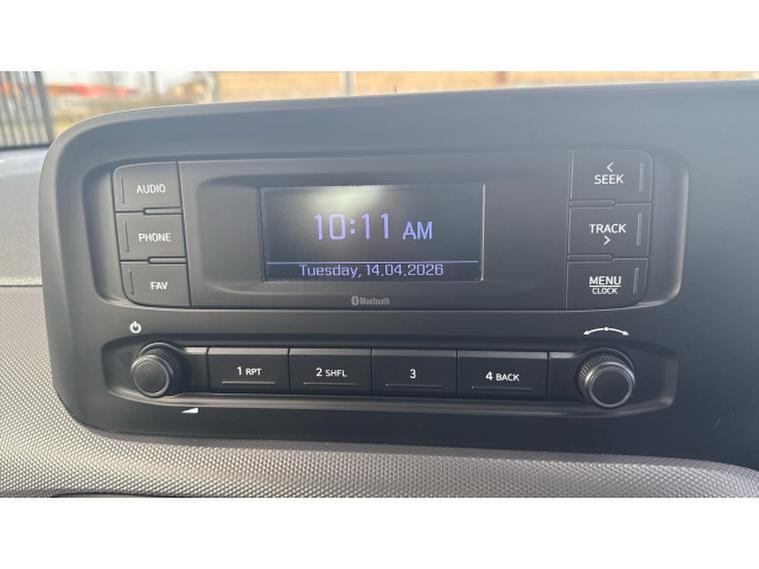 AUDIO
PHONE
FAV
10:11 AM
Tuesday, 14.04.2026
Bluetooth
SEEK
TRACK
MENU
CLOCK
1 RPT
2 SHFL
3
4 BACK